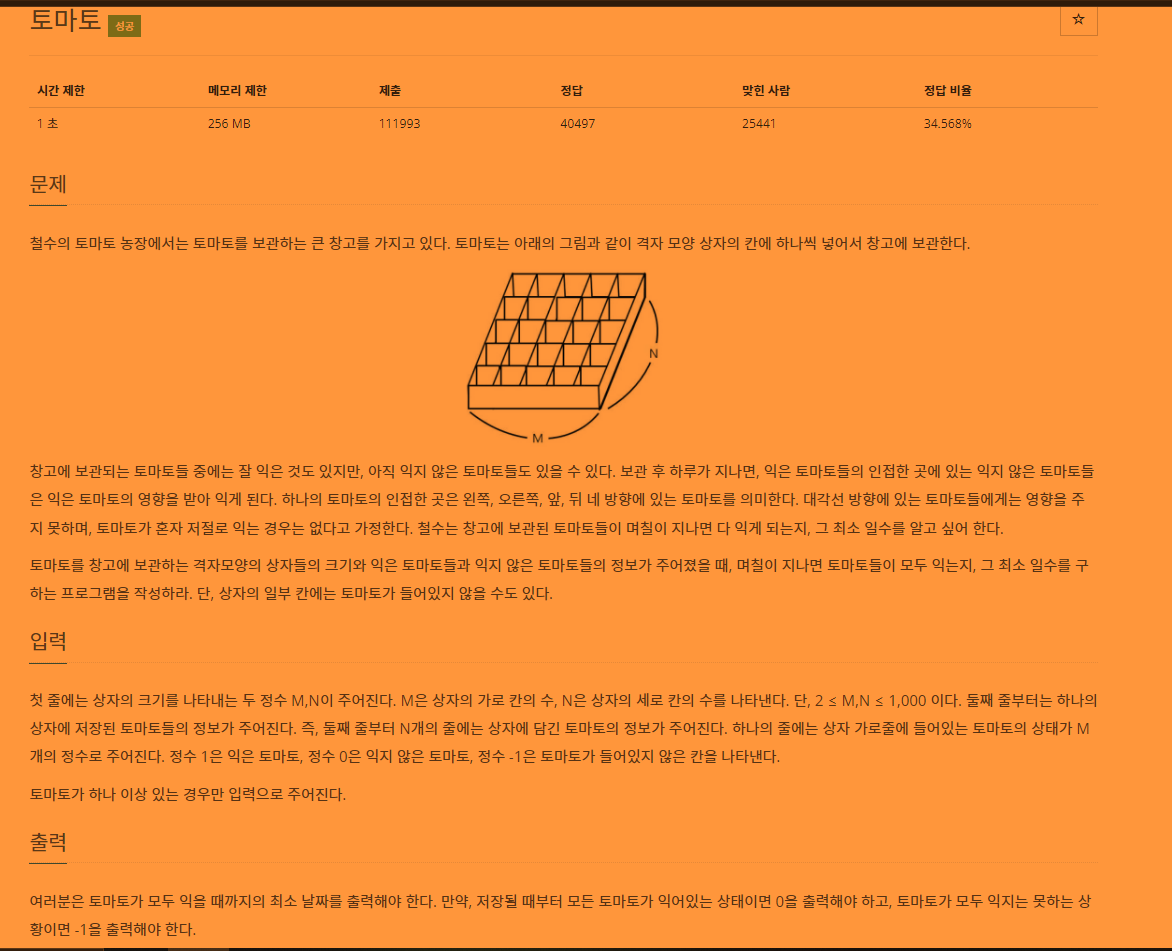 토마토 성공
☆
시간 제한 메모리 제한 제출 정답 맞힌 사람 정답 비율
1 초 256 MB 111993 40497 25441 34.568%
문제
철수의 토마토 농장에서는 토마토를 보관하는 큰 창고를 가지고 있다. 토마토는 아래의 그림과 같이 격자 모양 상자의 칸에 하나씩 넣어서 창고에 보관한다.
N
M
창고에 보관되는 토마토들 중에는 잘 익은 것도 있지만, 아직 익지 않은 토마토들도 있을 수 있다. 보관 후 하루가 지나면, 익은 토마토들의 인접한 곳에 있는 익지 않은 토마토들
은 익은 토마토의 영향을 받아 익게 된다. 하나의 토마토의 인접한 곳은 왼쪽, 오른쪽, 앞, 뒤 네 방향에 있는 토마토를 의미한다. 대각선 방향에 있는 토마토들에게는 영향을 주
지 못하며, 토마토가 혼자 저절로 익는 경우는 없다고 가정한다. 철수는 창고에 보관된 토마토들이 며칠이 지나면 다 익게 되는지, 그 최소 일수를 알고 싶어 한다.
토마토를 창고에 보관하는 격자모양의 상자들의 크기와 익은 토마토들과 익지 않은 토마토들의 정보가 주어졌을 때, 며칠이 지나면 토마토들이 모두 익는지, 그 최소 일수를 구
하는 프로그램을 작성하라. 단, 상자의 일부 칸에는 토마토가 들어있지 않을 수도 있다.
입력
첫 줄에는 상자의 크기를 나타내는 두 정수 M,N이 주어진다. M은 상자의 가로 칸의 수, N은 상자의 세로 칸의 수를 나타낸다. 단, 2 ≤ M,N ≤ 1,000 이다. 둘째 줄부터는 하나의
상자에 저장된 토마토들의 정보가 주어진다. 즉, 둘째 줄부터 N개의 줄에는 상자에 담긴 토마토의 정보가 주어진다. 하나의 줄에는 상자 가로줄에 들어있는 토마토의 상태가 M
개의 정수로 주어진다. 정수 1은 익은 토마토, 정수 0은 익지 않은 토마토, 정수 -1은 토마토가 들어있지 않은 칸을 나타낸다.
토마토가 하나 이상 있는 경우만 입력으로 주어진다.
출력
여러분은 토마토가 모두 익을 때까지의 최소 날짜를 출력해야 한다. 만약, 저장될 때부터 모든 토마토가 익어있는 상태이면 0을 출력해야 하고, 토마토가 모두 익지는 못하는 상
황이면 -1을 출력해야 한다.